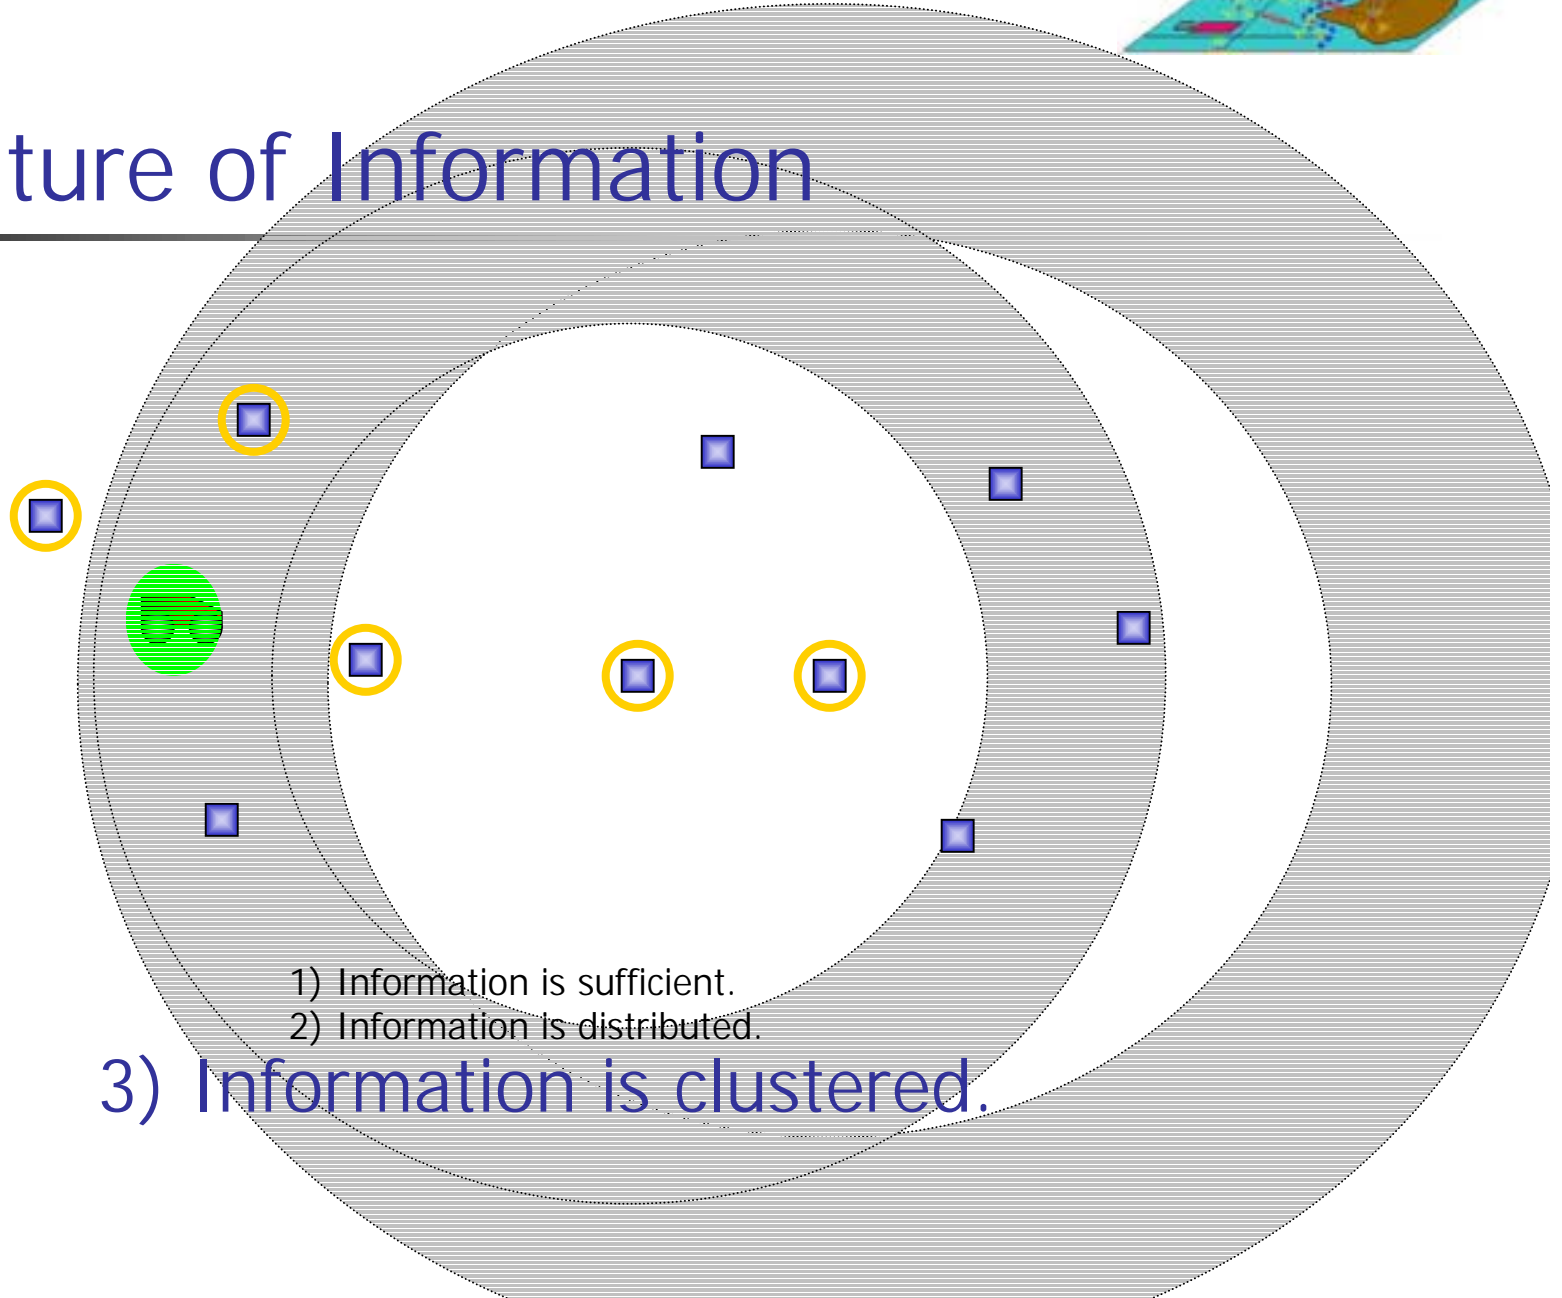 ture of Information
1) Information is sufficient.
2) Information is distributed.
3) Information is clustered.